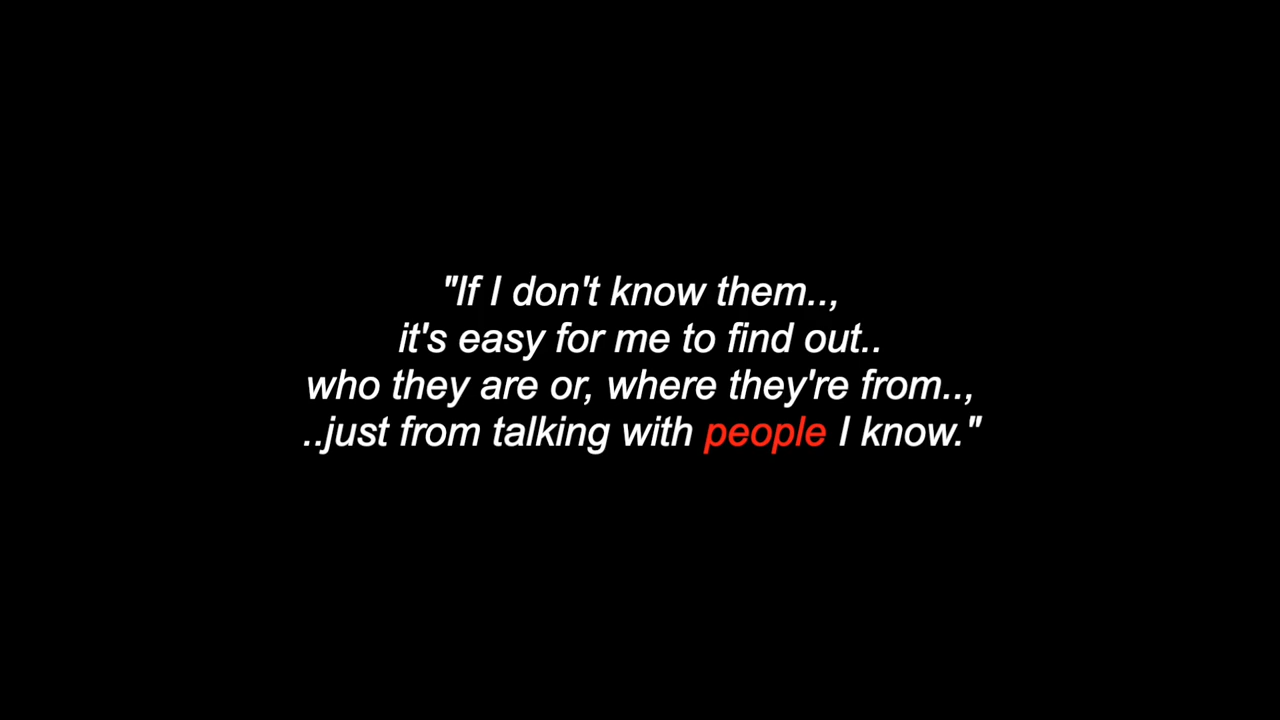 "If I don't know them..,
it's easy for me to find out..
who they are or, where they're from..,
..just from talking with people I know."